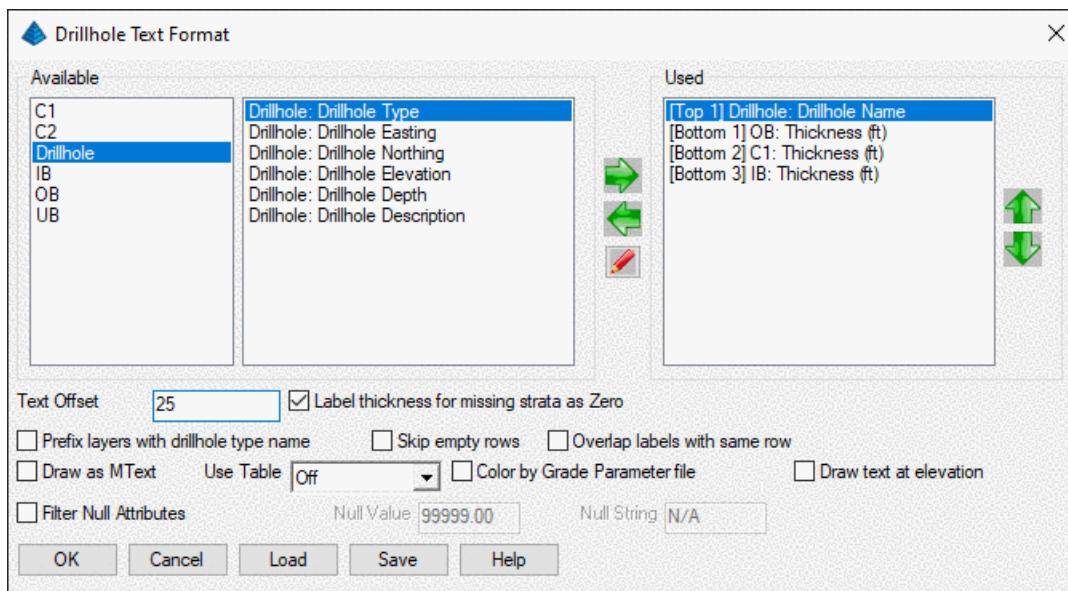 Drillhole Text Format
Available
C1
C2
Drillhole
IB
OB
UB
Drillhole: Drillhole Type
Drillhole: Drillhole Easting
Drillhole: Drillhole Northing
Drillhole: Drillhole Elevation
Drillhole: Drillhole Depth
Drillhole: Drillhole Description
Used
[Top 1] Drillhole: Drillhole Name
[Bottom 1] OB: Thickness (ft)
[Bottom 2] C1: Thickness (ft)
[Bottom 3] IB: Thickness (ft)
Text Offset 25 Label thickness for missing strata as Zero
Prefix layers with drillhole type name Skip empty rows Overlap labels with same row
Draw as MText Use Table Off Color by Grade Parameter file Draw text at elevation
Filter Null Attributes Null Value 99999.00 Null String N/A
OK Cancel Load Save Help